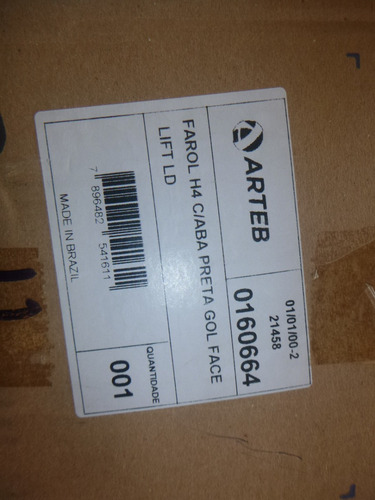 ARTEB
01/01/00-2
21458
0160664
FAROL H4 C/ABA PRETA GOL FACE
LIFT LD
7 896482 541611
MADE IN BRAZIL
QUANTIDADE
001